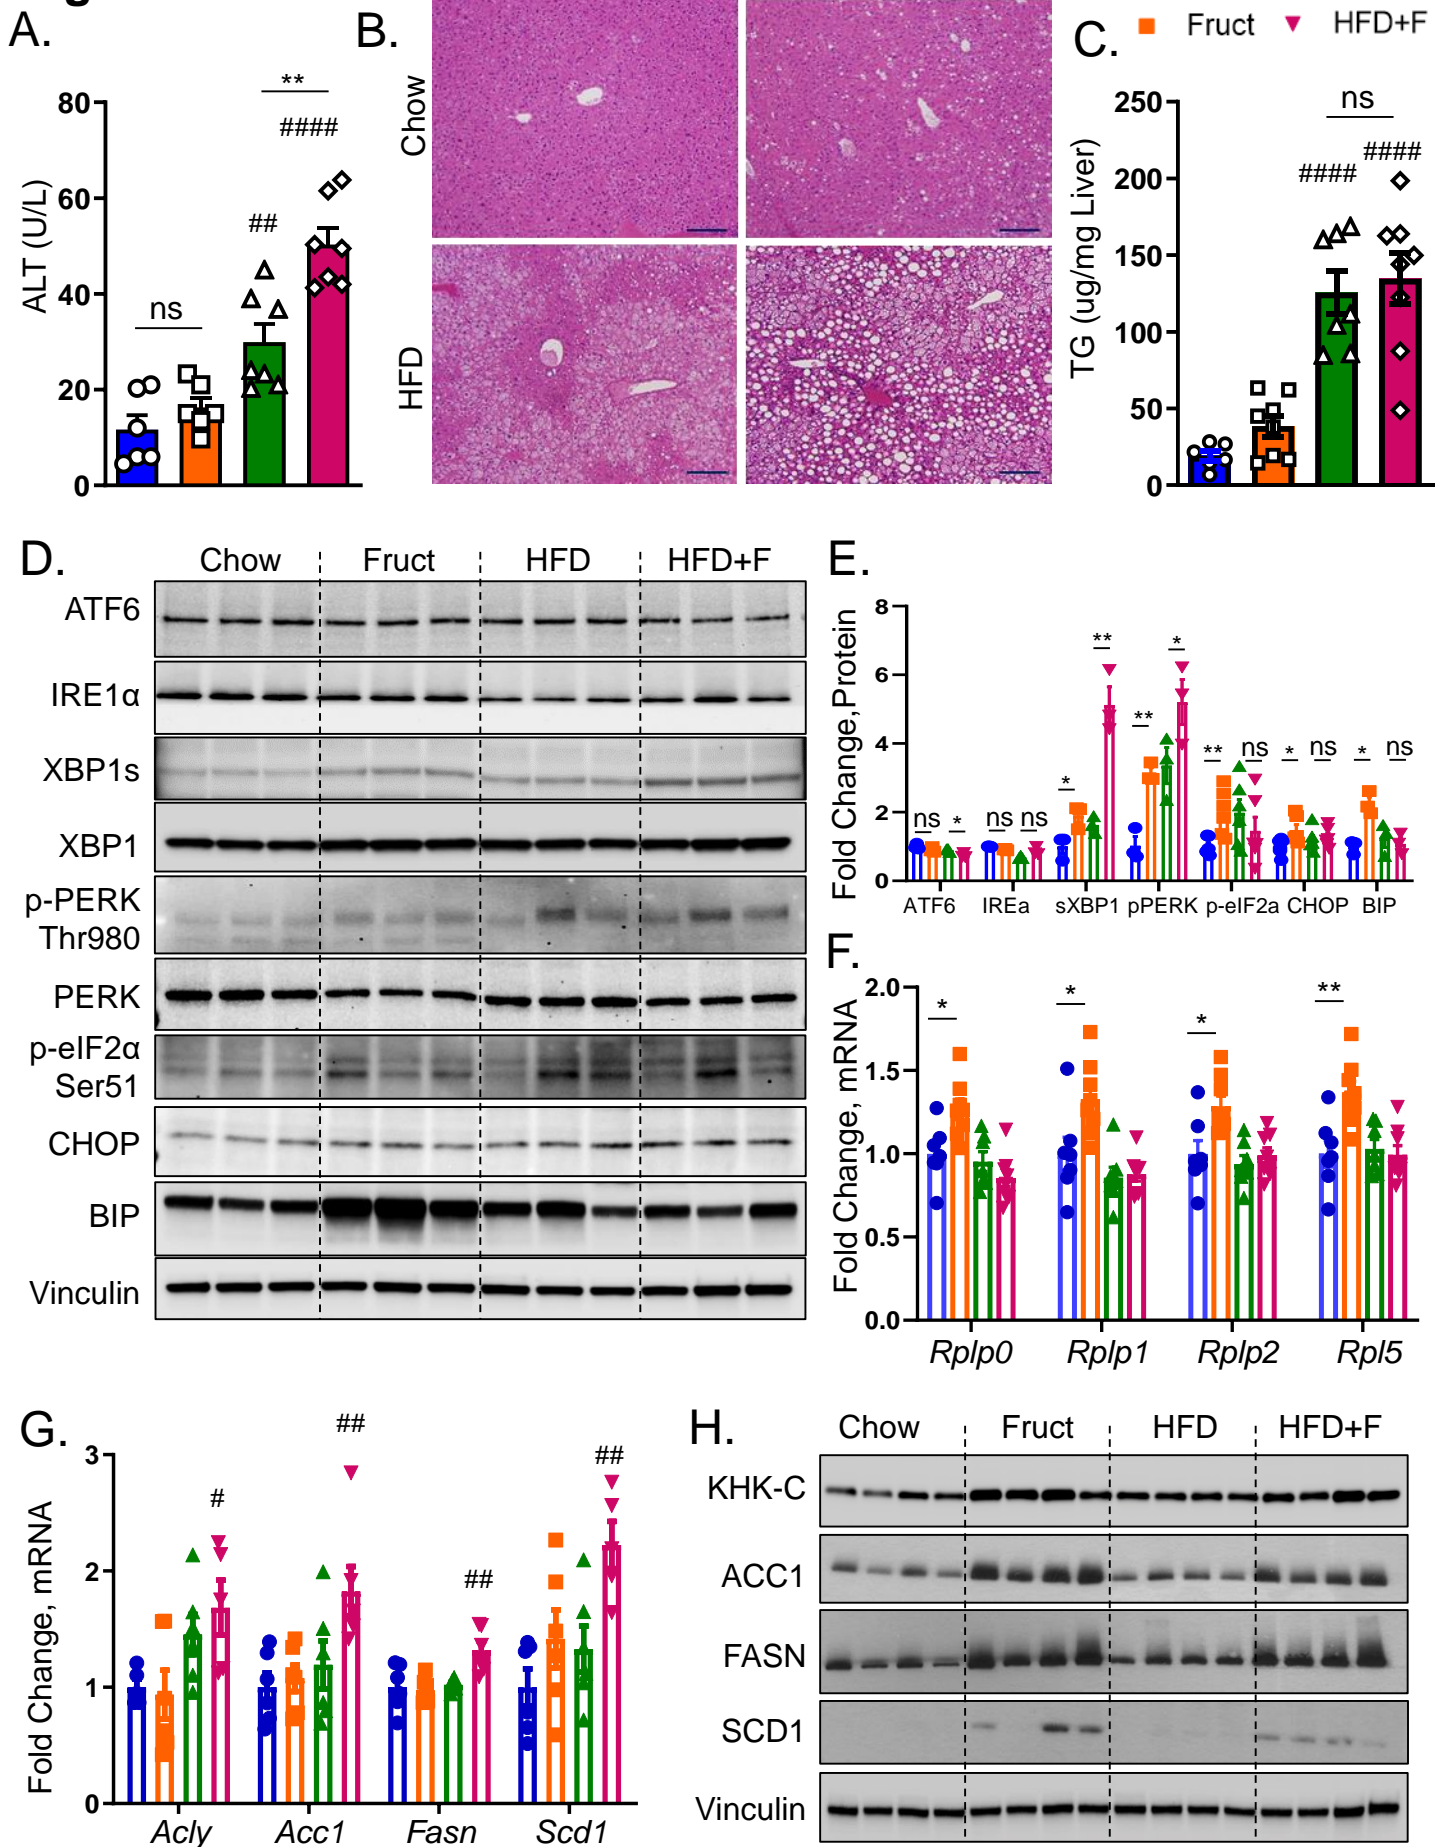 A.
B.
C.
Fruct
HFD+F
ALT (U/L)
80
60
40
20
0
ns
##
**
####
Chow
HFD
TG (ug/mg Liver)
250
200
150
100
50
0
ns
####
####
D.
Chow
Fruct
HFD
HFD+F
ATF6
IRE1α
XBP1s
XBP1
p-PERK
Thr980
PERK
p-eIF2α
Ser51
CHOP
BIP
Vinculin
E.
Fold Change,Protein
8
6
4
2
0
ns
*
ns
ns
*
**
**
*
**
ns
*
ns
*
ns
ATF6
IREa
sXBP1
pPERK
p-eIF2a
CHOP
BIP
F.
Fold Change, mRNA
2.0
1.5
1.0
0.5
0.0
*
*
*
**
Rplp0
Rplp1
Rplp2
Rpl5
G.
Fold Change, mRNA
3
2
1
0
#
##
##
##
Acly
Acc1
Fasn
Scd1
H.
Chow
Fruct
HFD
HFD+F
KHK-C
ACC1
FASN
SCD1
Vinculin